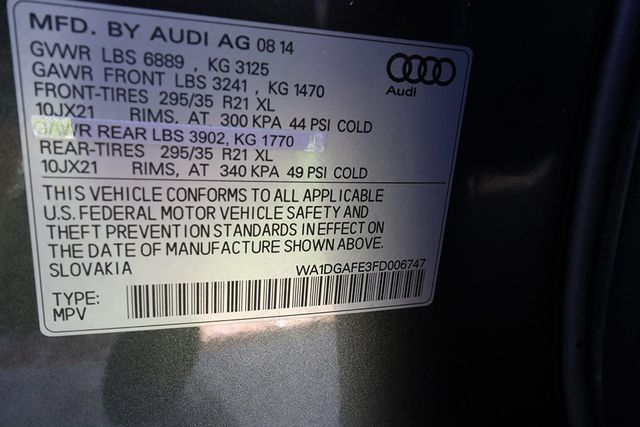 MFD. BY AUDI AG 08 14
GVWR LBS 6889 , KG 3125
GAWR FRONT LBS 3241 , KG 1470
FRONT-TIRES 295/35 R21 XL
10JX21 RIMS, AT 300 KPA 44 PSI COLD
GAWR REAR LBS 3902, KG 1770
REAR-TIRES 295/35 R21 XL
10JX21 RIMS, AT 340 KPA 49 PSI COLD
Audi
THIS VEHICLE CONFORMS TO ALL APPLICABLE
U.S. FEDERAL MOTOR VEHICLE SAFETY AND
THEFT PREVENTION STANDARDS IN EFFECT ON
THE DATE OF MANUFACTURE SHOWN ABOVE.
SLOVAKIA
WA1DGAFE3FD006747
TYPE:
MPV